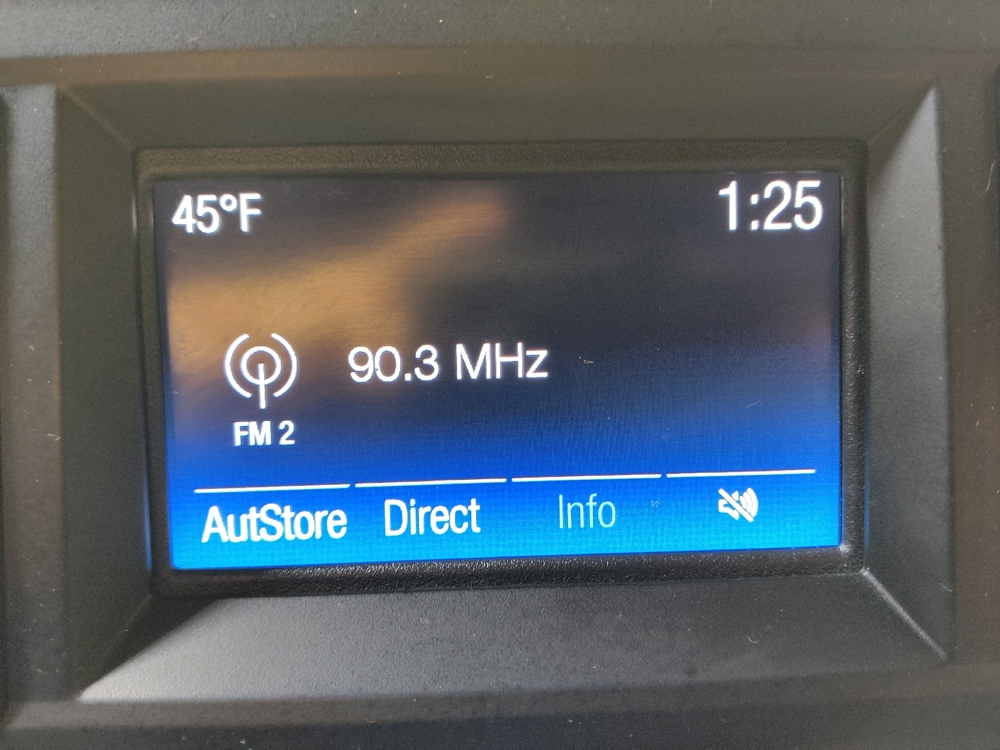 45°F
1:25
90.3 MHz
FM 2
AutStore Direct Info